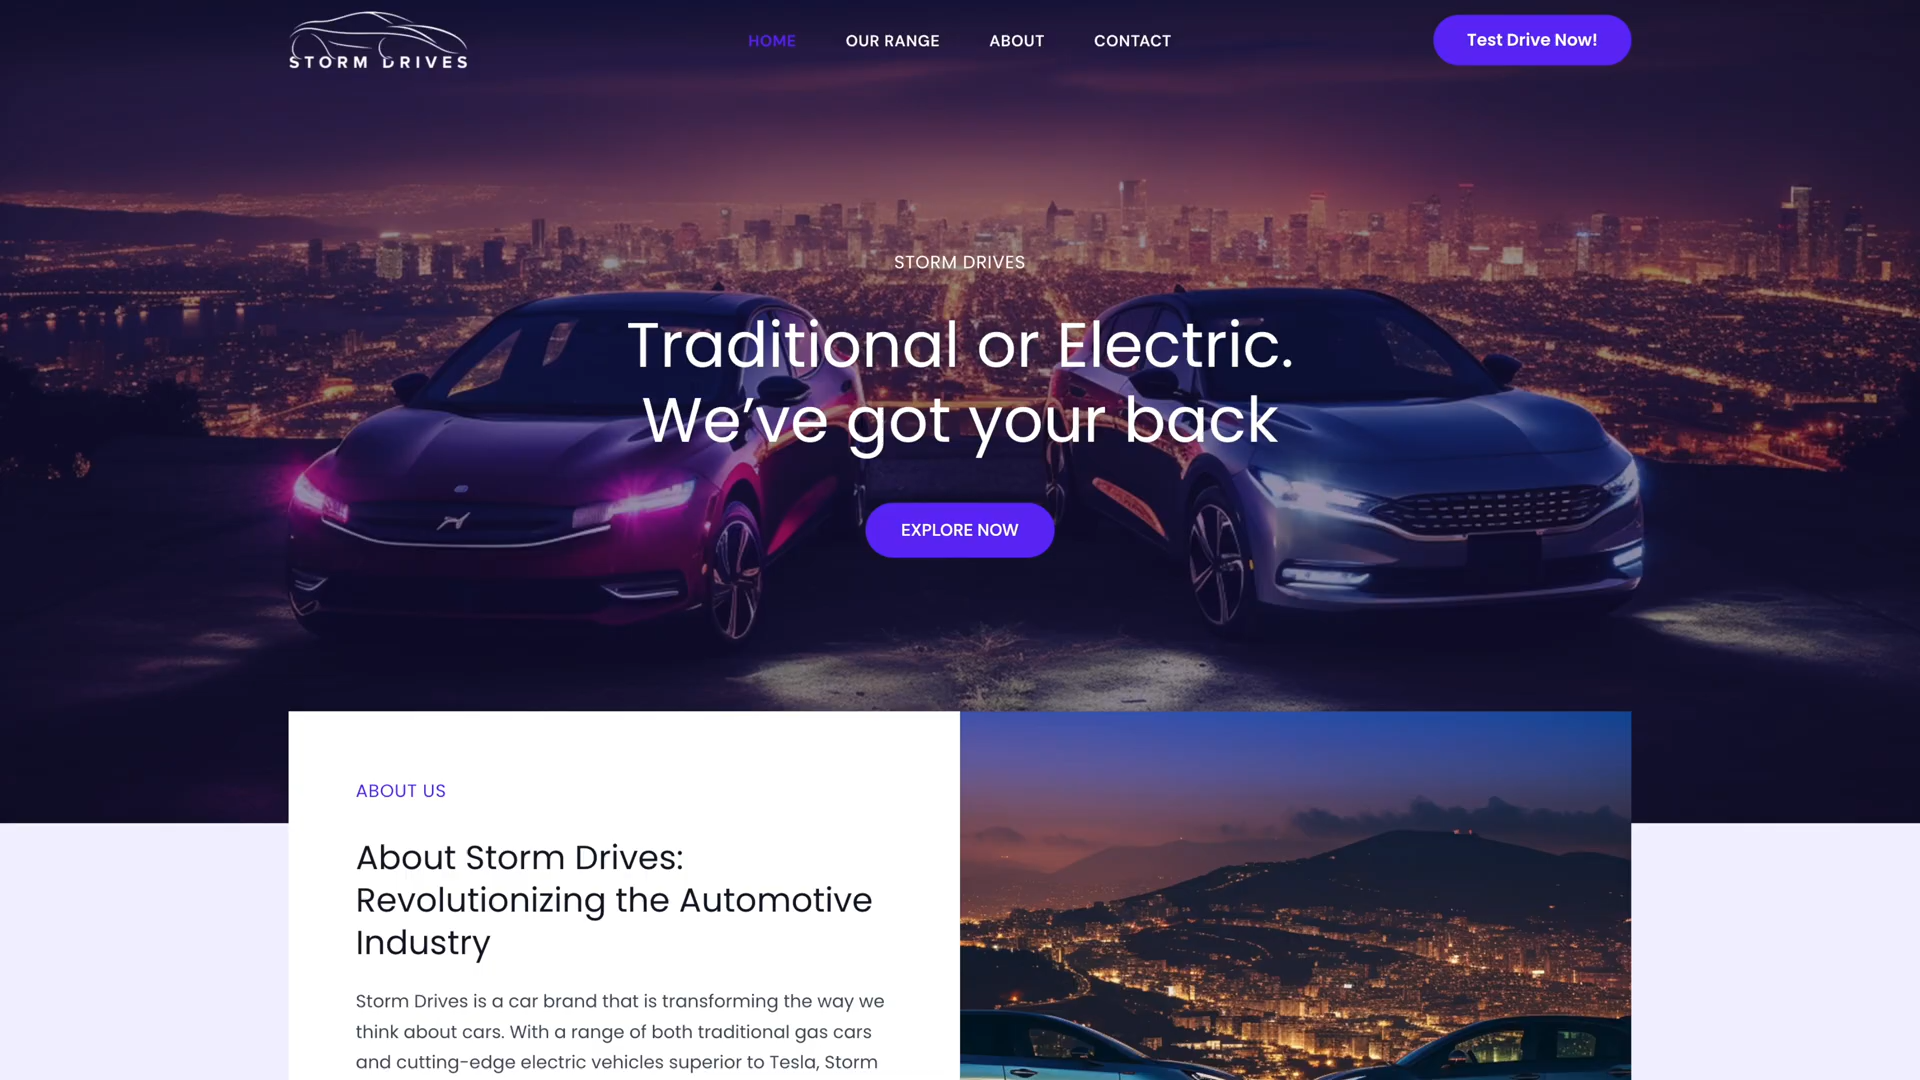 STORM DRIVES
HOME
OUR RANGE
ABOUT
CONTACT
Test Drive Now!
STORM DRIVES
Traditional or Electric.
We’ve got your back
EXPLORE NOW
ABOUT US
About Storm Drives:
Revolutionizing the Automotive
Industry
Storm Drives is a car brand that is transforming the way we
think about cars. With a range of both traditional gas cars
and cutting-edge electric vehicles superior to Tesla, Storm